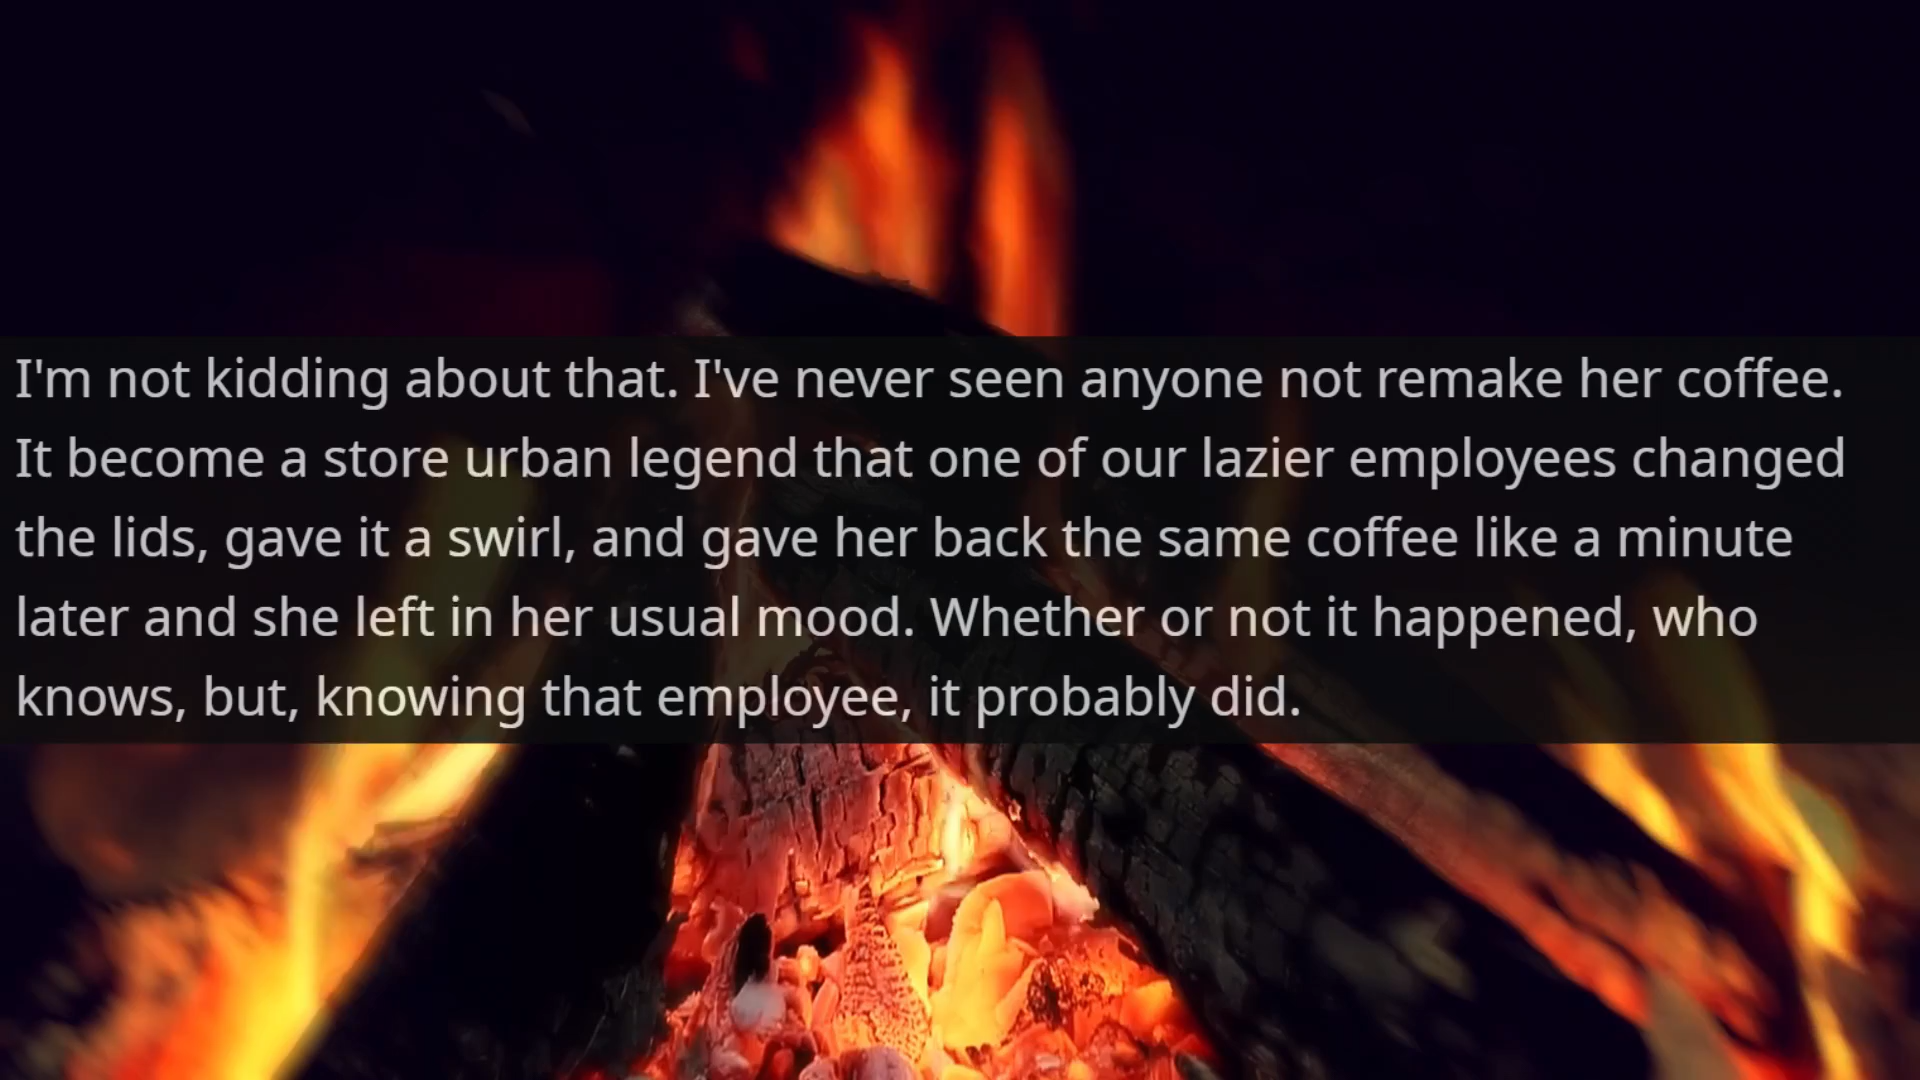 I'm not kidding about that. I've never seen anyone not remake her coffee.
It become a store urban legend that one of our lazier employees changed
the lids, gave it a swirl, and gave her back the same coffee like a minute
later and she left in her usual mood. Whether or not it happened, who
knows, but, knowing that employee, it probably did.